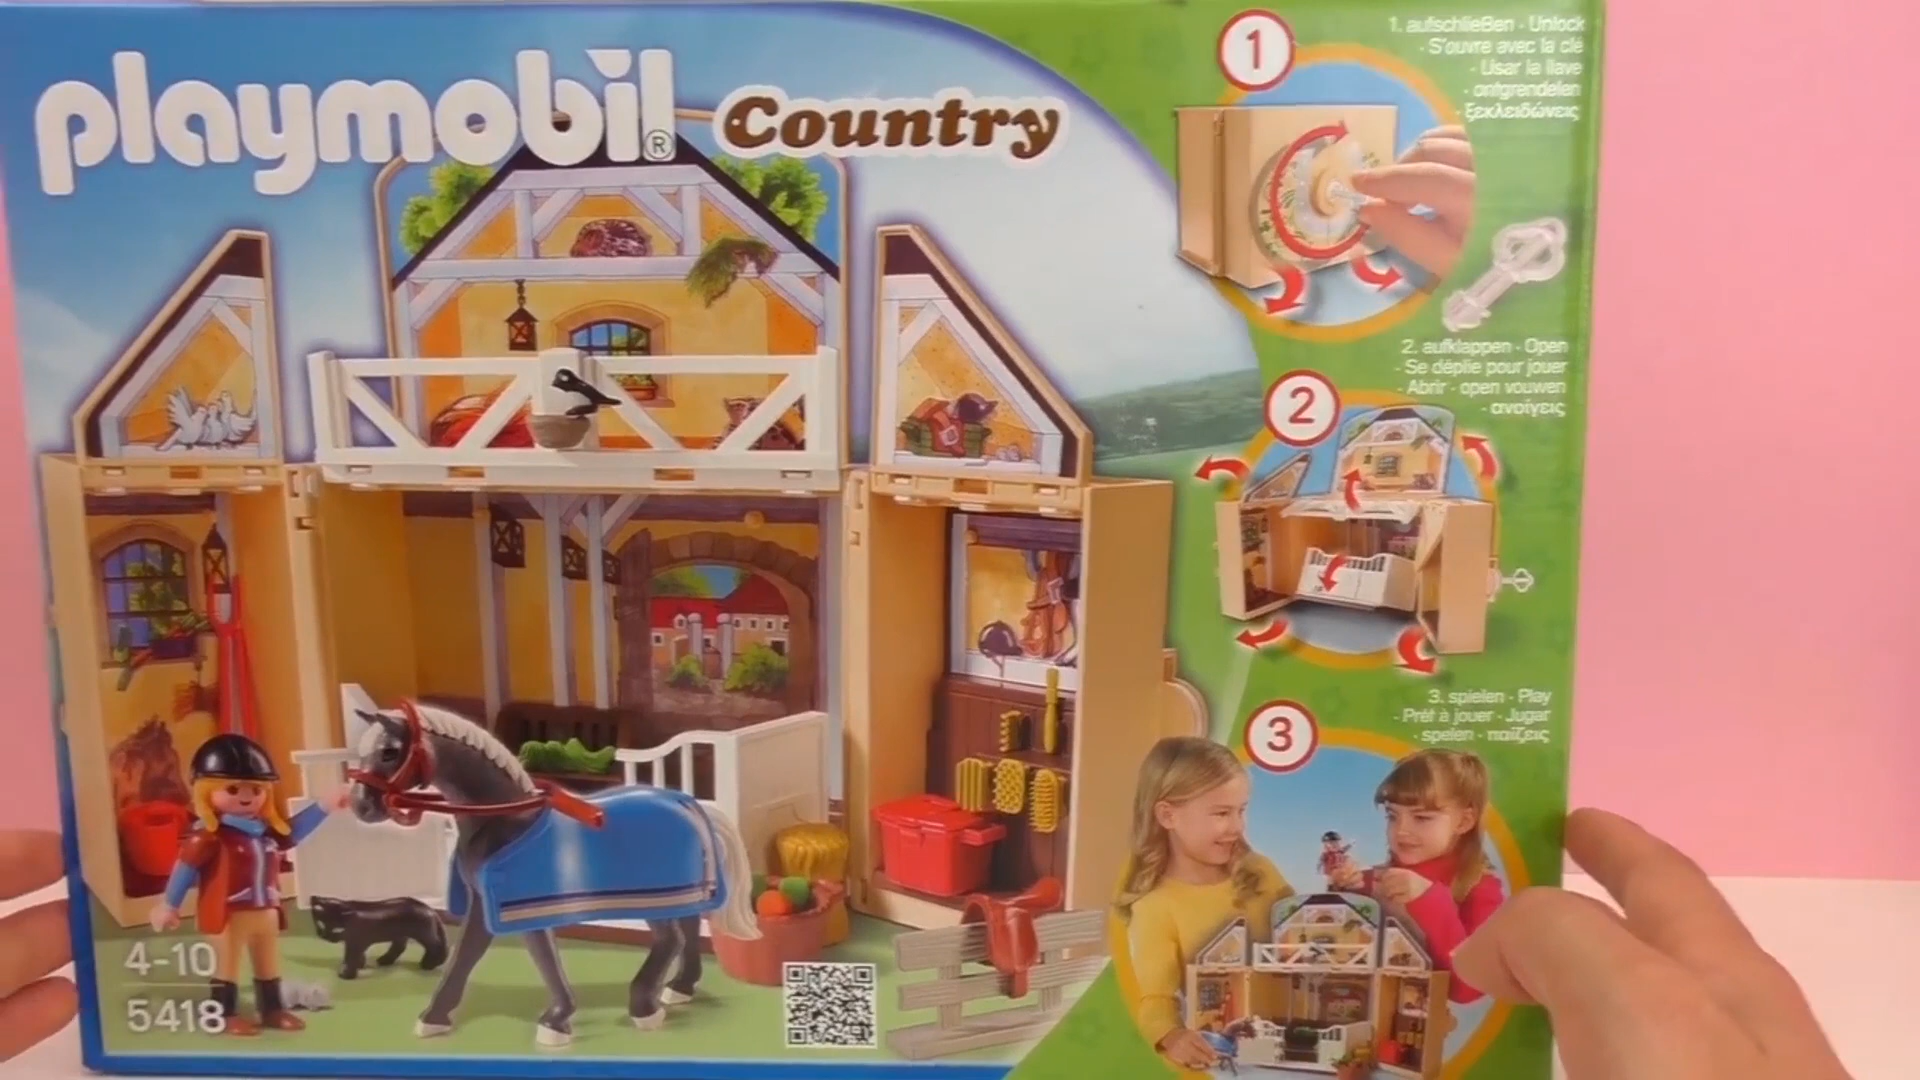 playmobil®
Country
1
1. aufschließen · Unlock
· S'ouvre avec la clé
· Usar la llave
· ontgrendelen
· ξεκλειδώνεις
2. aufklappen · Open
· Se déplie pour jouer
· Abrir · open vouwen
· ανοίγεις
2
3. spielen · Play
· Prêt à jouer · Jugar
· spelen · παίζεις
3
4-10
5418